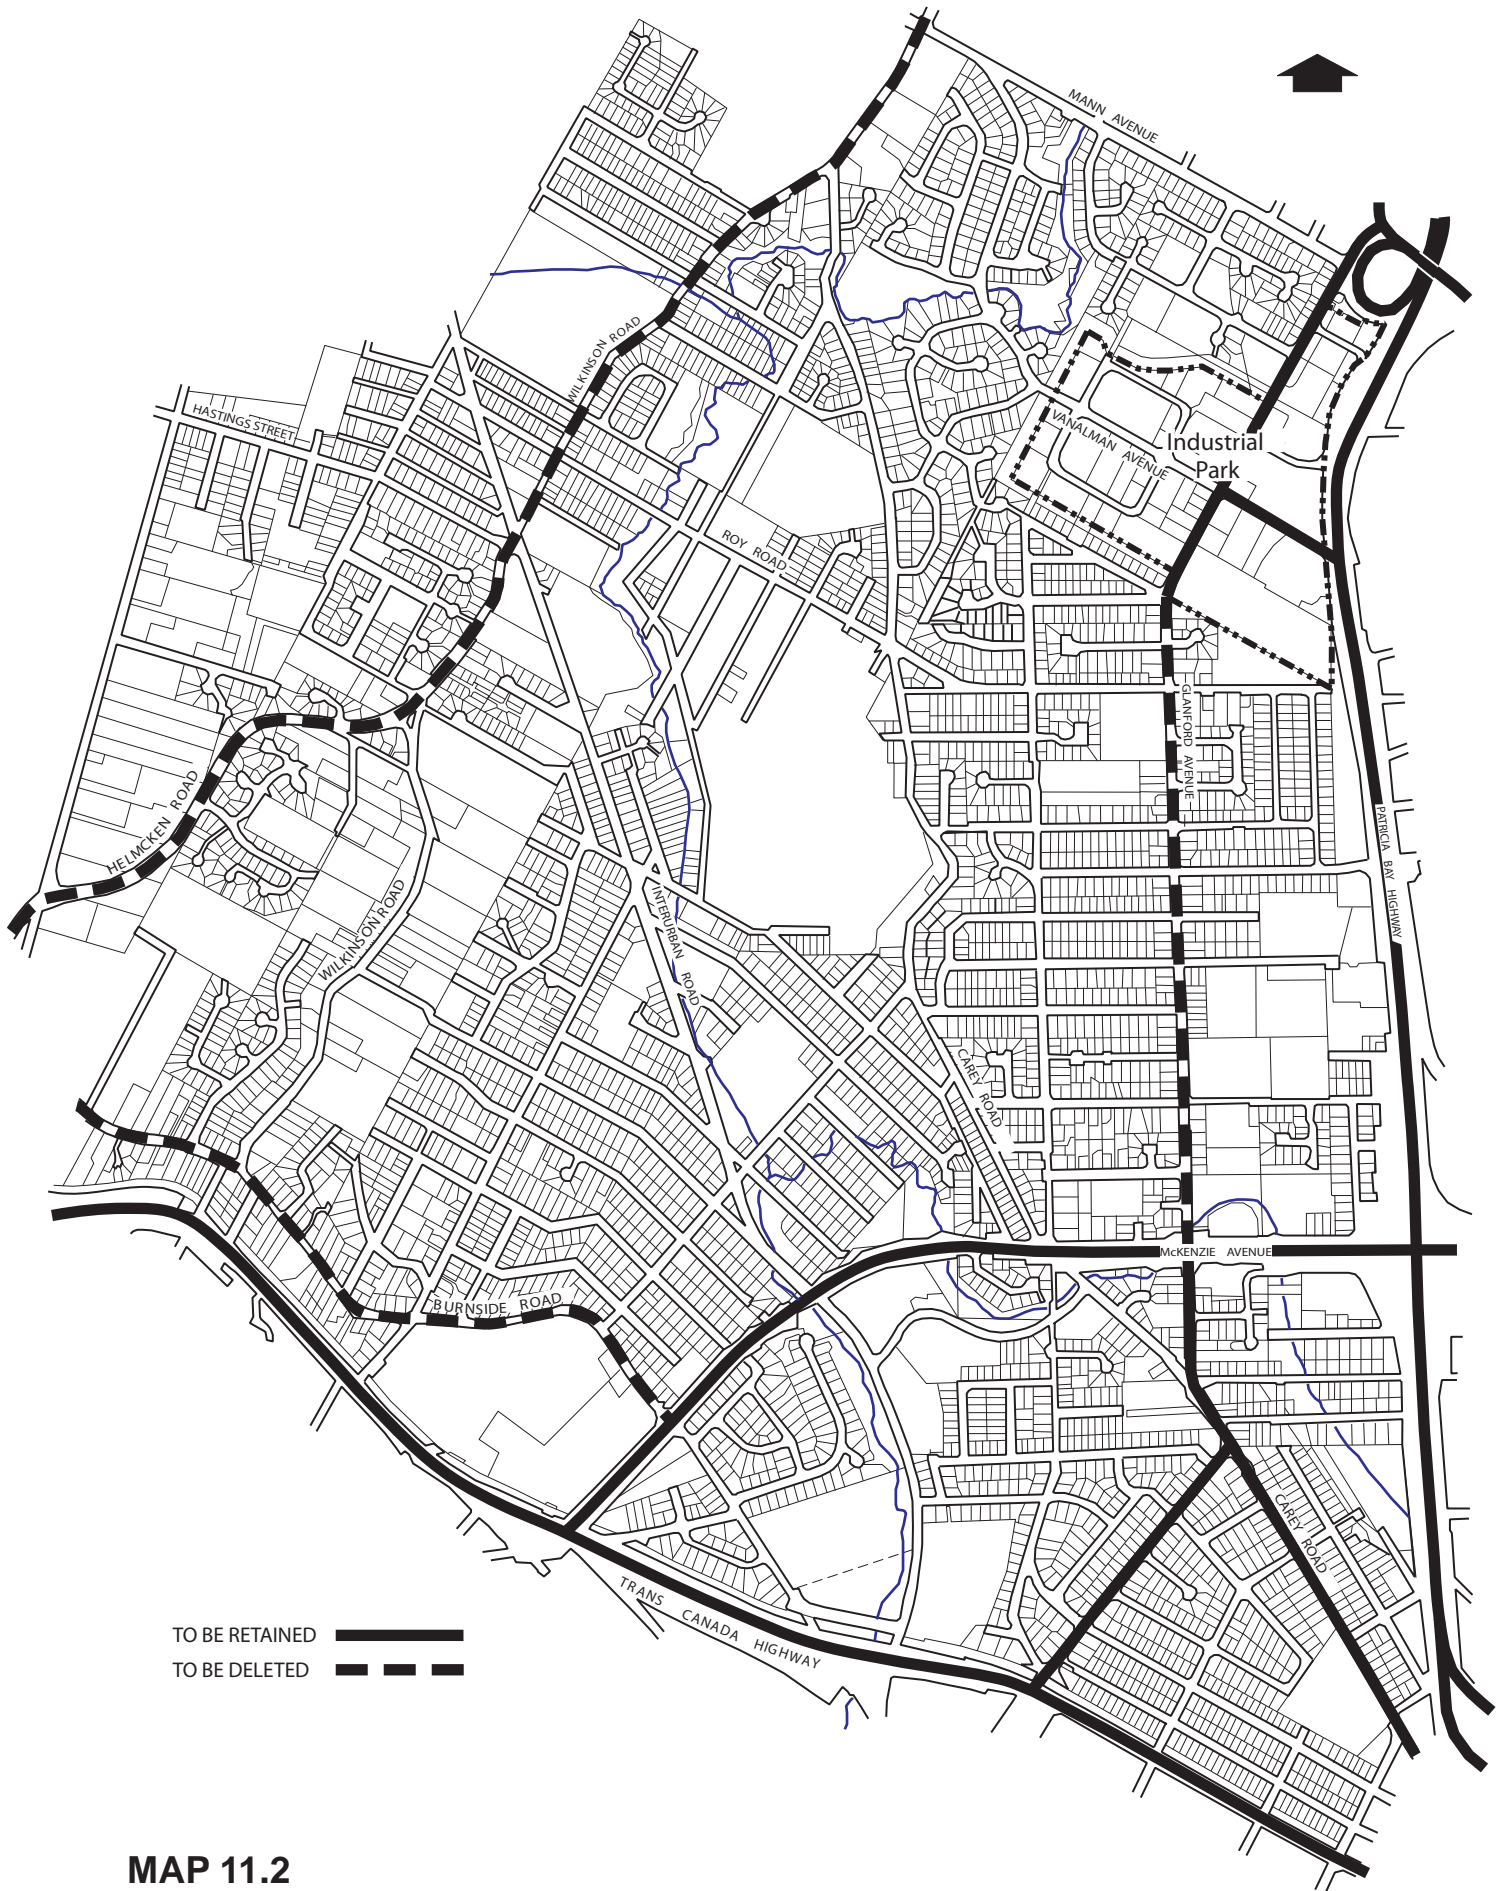 MANN AVENUE
WILKINSON ROAD
HASTINGS STREET
VANALMAN AVENUE
Industrial
Park
ROY ROAD
GLANFORD AVENUE
HELMCKEN ROAD
PATRICIA BAY HIGHWAY
WILKINSON ROAD
INTERURBAN ROAD
CAREY ROAD
McKENZIE AVENUE
BURNSIDE ROAD
CAREY ROAD
TRANS CANADA HIGHWAY
TO BE RETAINED
TO BE DELETED
MAP 11.2